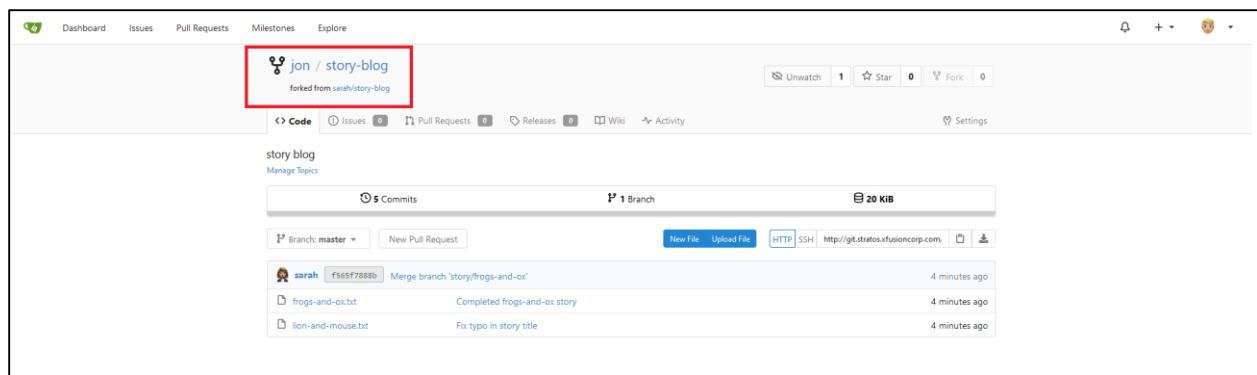 Dashboard Issues Pull Requests Milestones Explore
jon / story-blog
forked from sarah/story-blog
Unwatch 1 Star 0 Fork 0
Code Issues 0 Pull Requests 0 Releases 0 Wiki Activity Settings
story blog
Manage Topics
5 Commits 1 Branch 20 KiB
Branch: master New Pull Request New File Upload File HTTP SSH http://git.stratos.xfusioncorp.com/
sarah f565f7888b Merge branch 'story/frogs-and-ox' 4 minutes ago
frogs-and-ox.txt Completed frogs-and-ox story 4 minutes ago
lion-and-mouse.txt Fix typo in story title 4 minutes ago